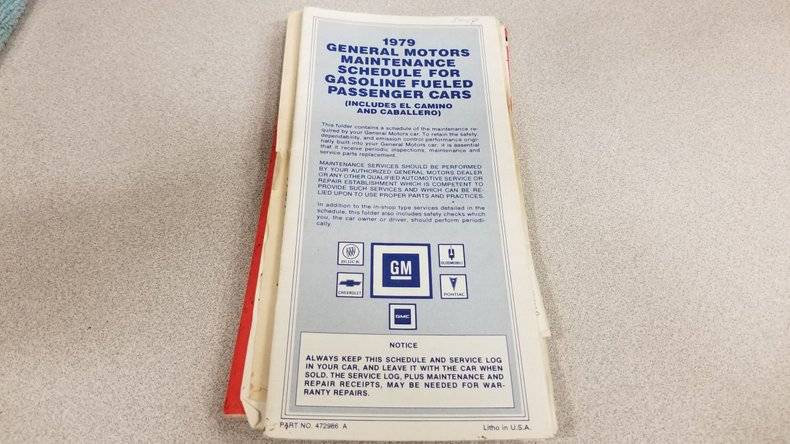 1979
GENERAL MOTORS
MAINTENANCE
SCHEDULE FOR
GASOLINE FUELED
PASSENGER CARS
(INCLUDES EL CAMINO
AND CABALLERO)
This folder contains a schedule of the maintenance re-
quired by your General Motors car. To retain the safety,
dependability, and emission control performance origi-
nally built into your General Motors car, it is essential
that it receive periodic inspections, maintenance and
service parts replacement.
MAINTENANCE SERVICES SHOULD BE PERFORMED
BY YOUR AUTHORIZED GENERAL MOTORS DEALER
OR ANY OTHER QUALIFIED AUTOMOTIVE SERVICE OR
REPAIR ESTABLISHMENT WHICH IS COMPETENT TO
PROVIDE SUCH SERVICES AND WHICH CAN BE RE-
LIED UPON TO USE PROPER PARTS AND PRACTICES.
In addition to the in-shop type services detailed in the
schedule, this folder also includes safety checks which
you, the car owner or driver, should perform periodi-
cally.
BUICK
GM
OLDSMOBILE
CHEVROLET
PONTIAC
GMC
NOTICE
ALWAYS KEEP THIS SCHEDULE AND SERVICE LOG
IN YOUR CAR, AND LEAVE IT WITH THE CAR WHEN
SOLD. THE SERVICE LOG, PLUS MAINTENANCE AND
REPAIR RECEIPTS, MAY BE NEEDED FOR WAR-
RANTY REPAIRS.
PART NO. 472986 A
Litho in U.S.A.